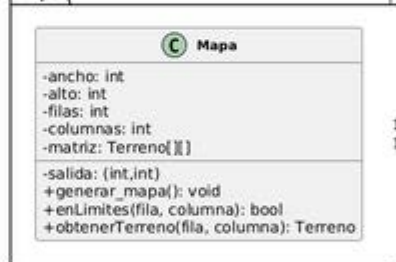 C Mapa
-ancho: int
-alto: int
-filas: int
-columnas: int
-matriz: Terreno[][]
-salida: (int,int)
+generar_mapa(): void
+enLimites(fila, columna): bool
+obtenerTerreno(fila, columna): Terreno